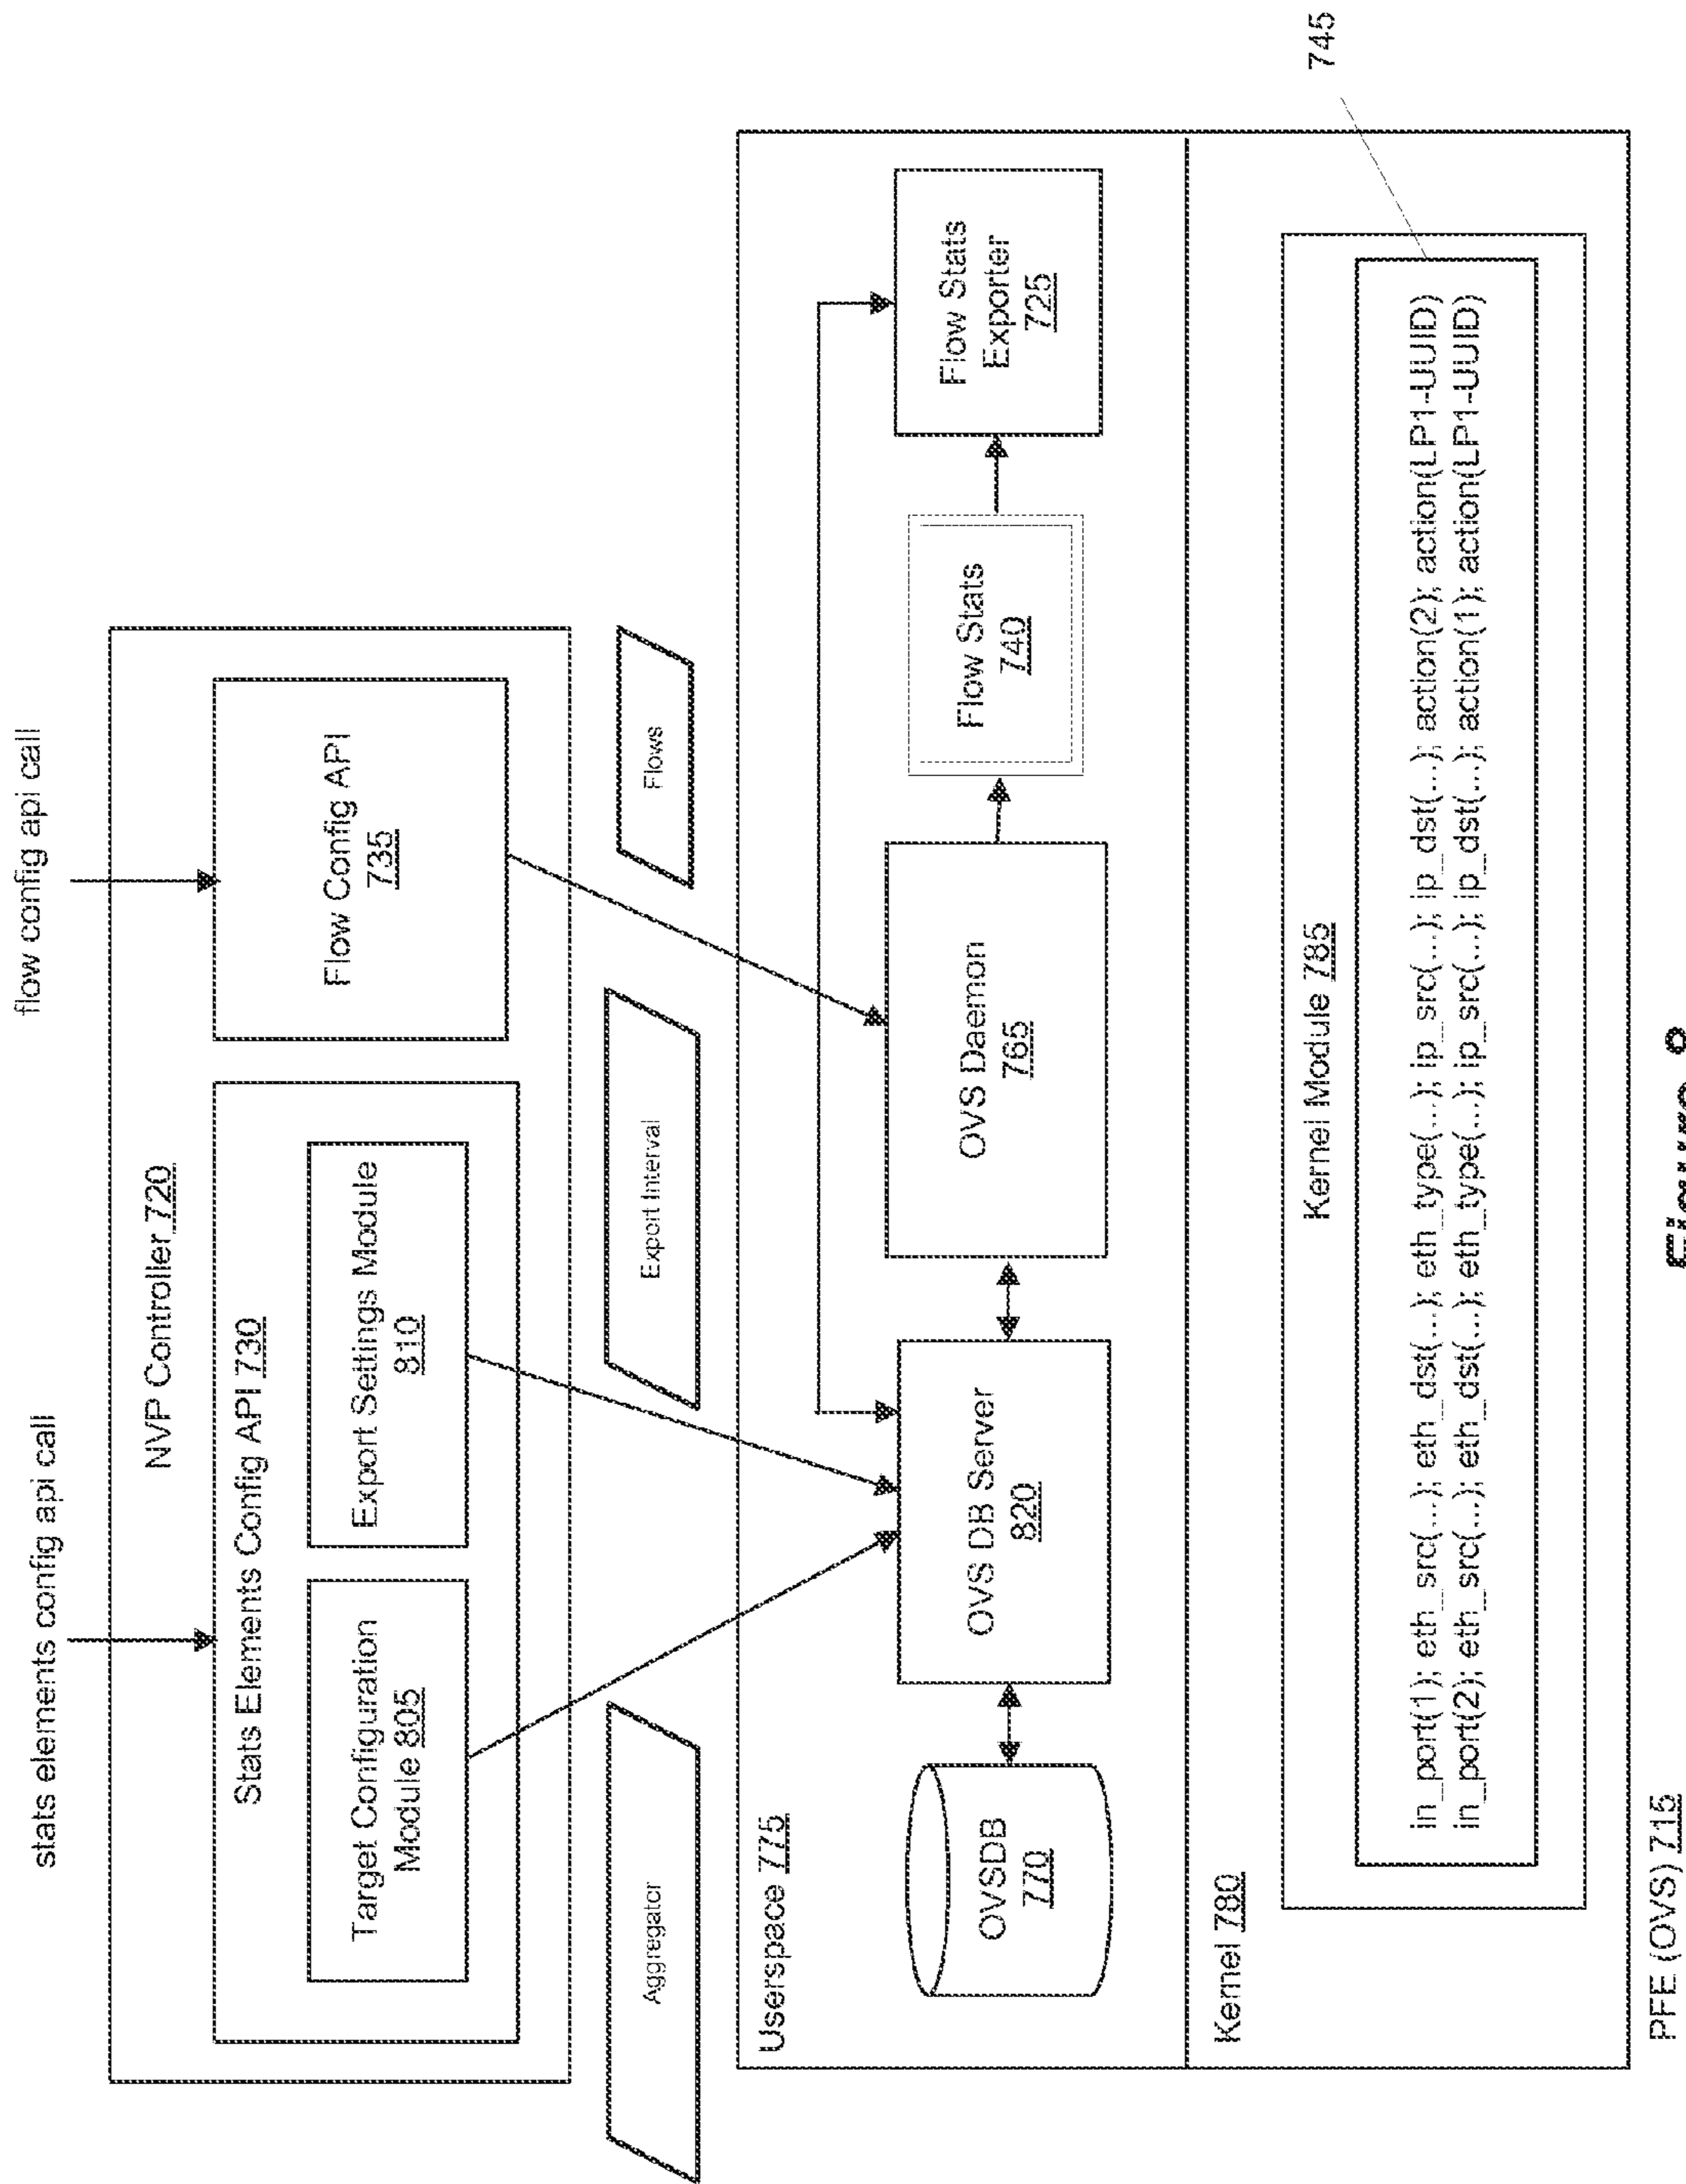 stats elements config api call
flow config api call
NVP Controller 720
Stats Elements Config API 730
Target Configuration
Module 805
Export Settings Module
810
Flow Config API
735
Aggregator
Export Interval
Flows
Userspace 775
OVSDB
770
OVS DB Server
820
OVS Daemon
765
Flow Stats
740
Flow Stats
Exporter
725
Kernel 780
Kernel Module 785
in_port(1); eth_src(...); eth_dst(...); eth_type(...); ip_src(...); ip_dst(...); action(2); action(LP1-UUID)
in_port(2); eth_src(...); eth_dst(...); eth_type(...); ip_src(...); ip_dst(...); action(1); action(LP1-UUID)
745
PFE (OVS) 715